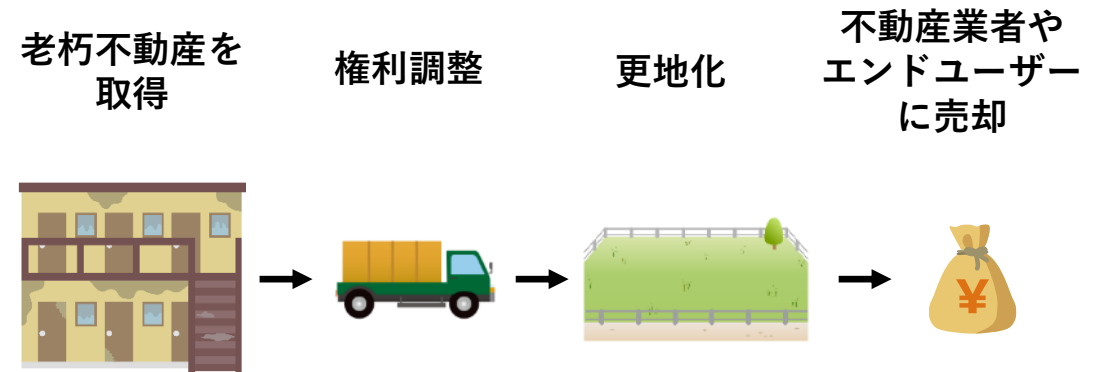 老朽不動産を
取得
権利調整
更地化
不動産業者や
エンドユーザー
に売却
¥